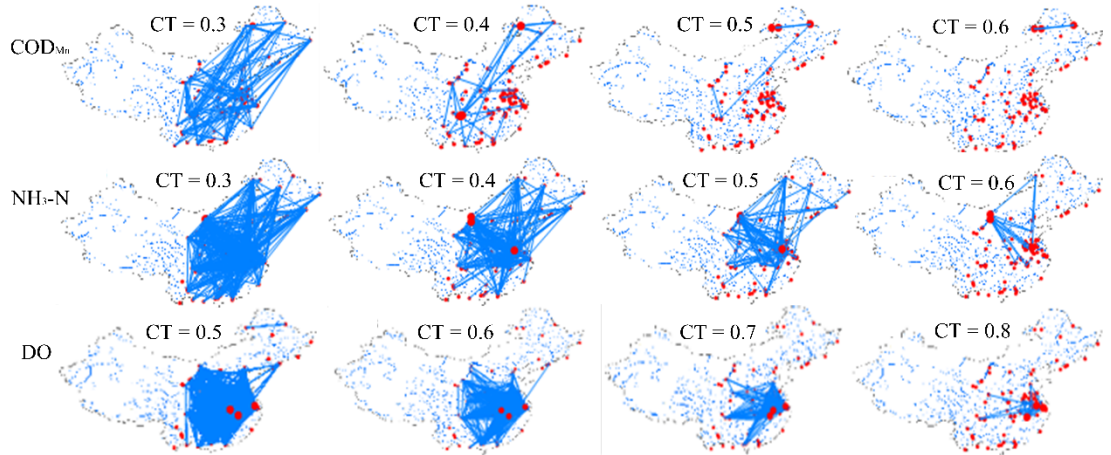 CT = 0.3 CT = 0.4 CT = 0.5 CT = 0.6
COD_Mn
CT = 0.3 CT = 0.4 CT = 0.5 CT = 0.6
NH₃-N
CT = 0.5 CT = 0.6 CT = 0.7 CT = 0.8
DO